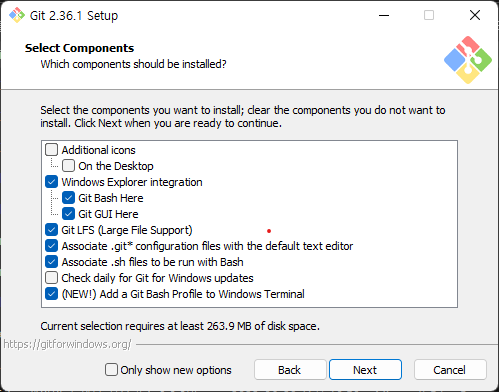 Git 2.36.1 Setup
Select Components
Which components should be installed?
Select the components you want to install; clear the components you do not want to
install. Click Next when you are ready to continue.
Additional icons
On the Desktop
Windows Explorer integration
Git Bash Here
Git GUI Here
Git LFS (Large File Support)
Associate .git* configuration files with the default text editor
Associate .sh files to be run with Bash
Check daily for Git for Windows updates
(NEW!) Add a Git Bash Profile to Windows Terminal
Current selection requires at least 263.9 MB of disk space.
https://gitforwindows.org/
Only show new options
Back
Next
Cancel